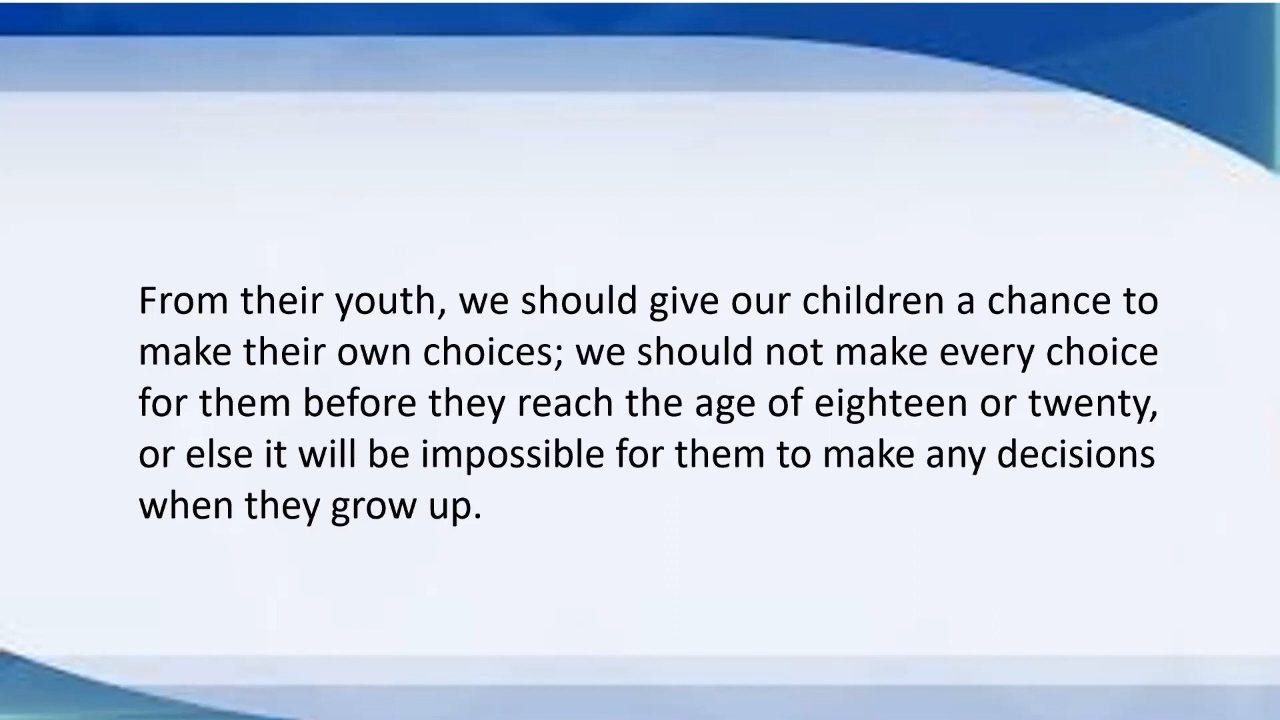 From their youth, we should give our children a chance to
make their own choices; we should not make every choice
for them before they reach the age of eighteen or twenty,
or else it will be impossible for them to make any decisions
when they grow up.